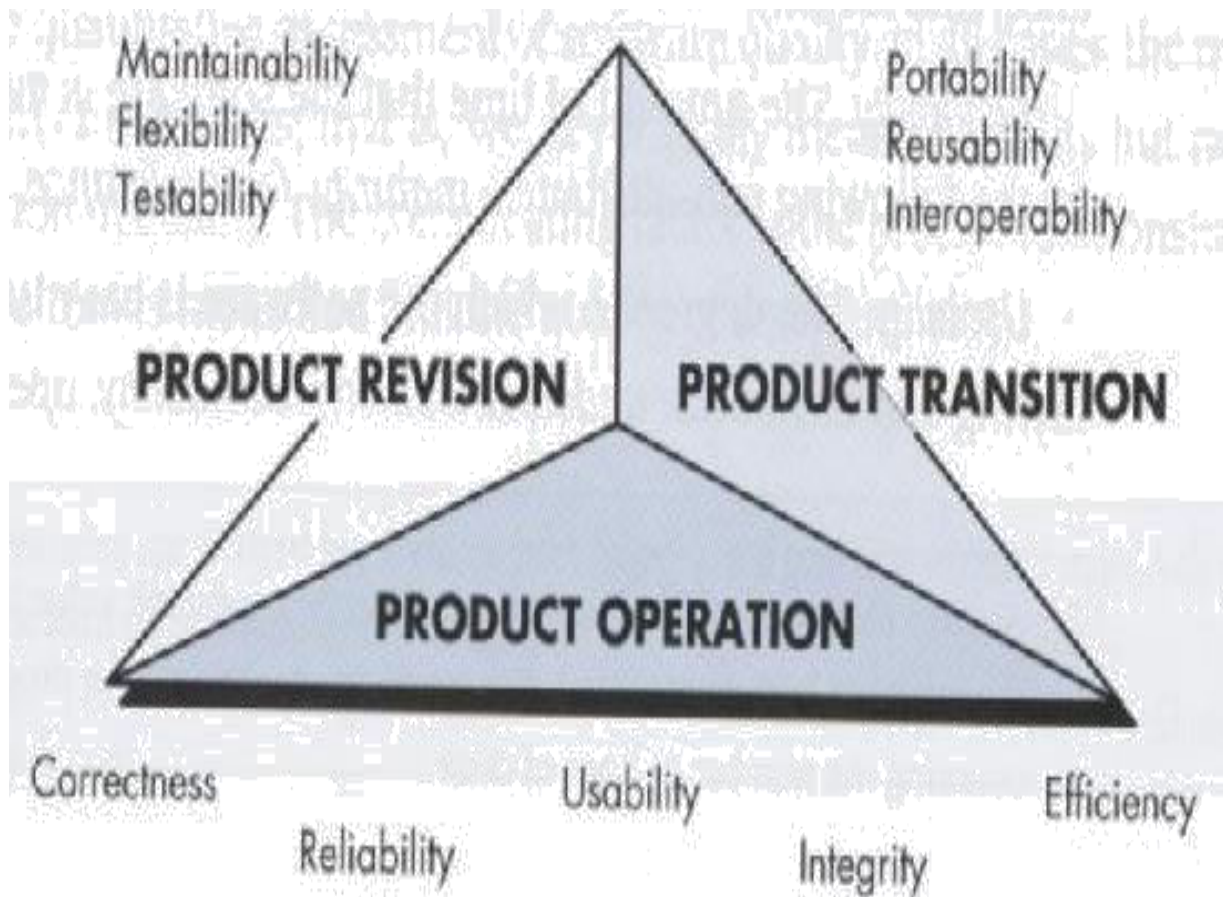 Maintainability
Flexibility
Testability
Portability
Reusability
Interoperability
PRODUCT REVISION
PRODUCT TRANSITION
PRODUCT OPERATION
Correctness
Usability
Efficiency
Reliability
Integrity